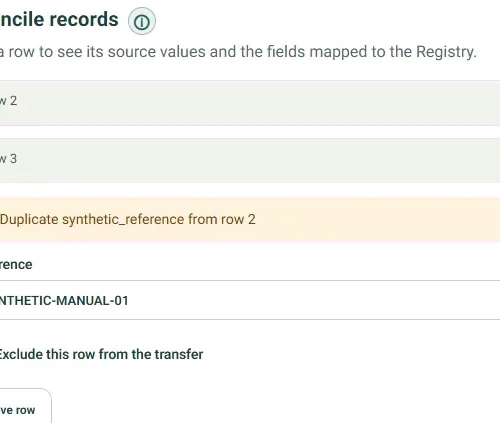 ncile records
a row to see its source values and the fields mapped to the Registry.
w 2
w 3
Duplicate synthetic_reference from row 2
rence
NTHETIC-MANUAL-01
Exclude this row from the transfer
ve row